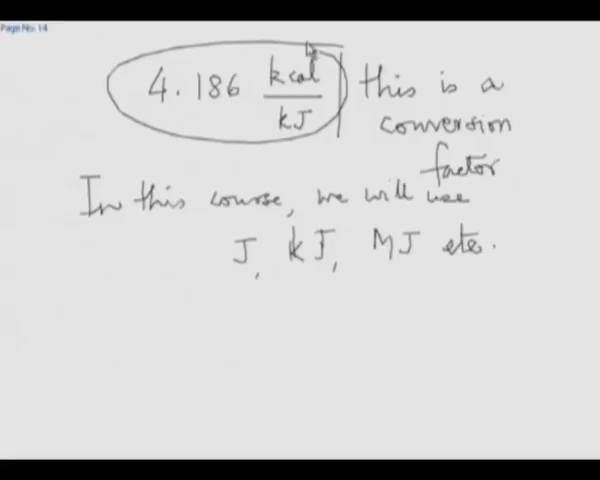 Page No. 14
4.186 kcal/kJ this is a
conversion
factor
In this course, we will use
J, kJ, MJ etc.